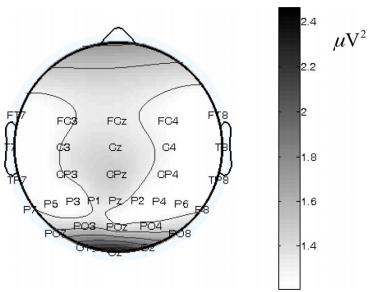 2.4
μV²
2.2
2
1.8
1.6
1.4
FT7 FC3 FCz FC4 FT8
T7 C3 Cz C4 T8
TP7 CP3 CPz CP4 TP8
P7 P5 P3 P1 Pz P2 P4 P6 P8
PO7 PO3 POz PO4 PO8
O1 Oz